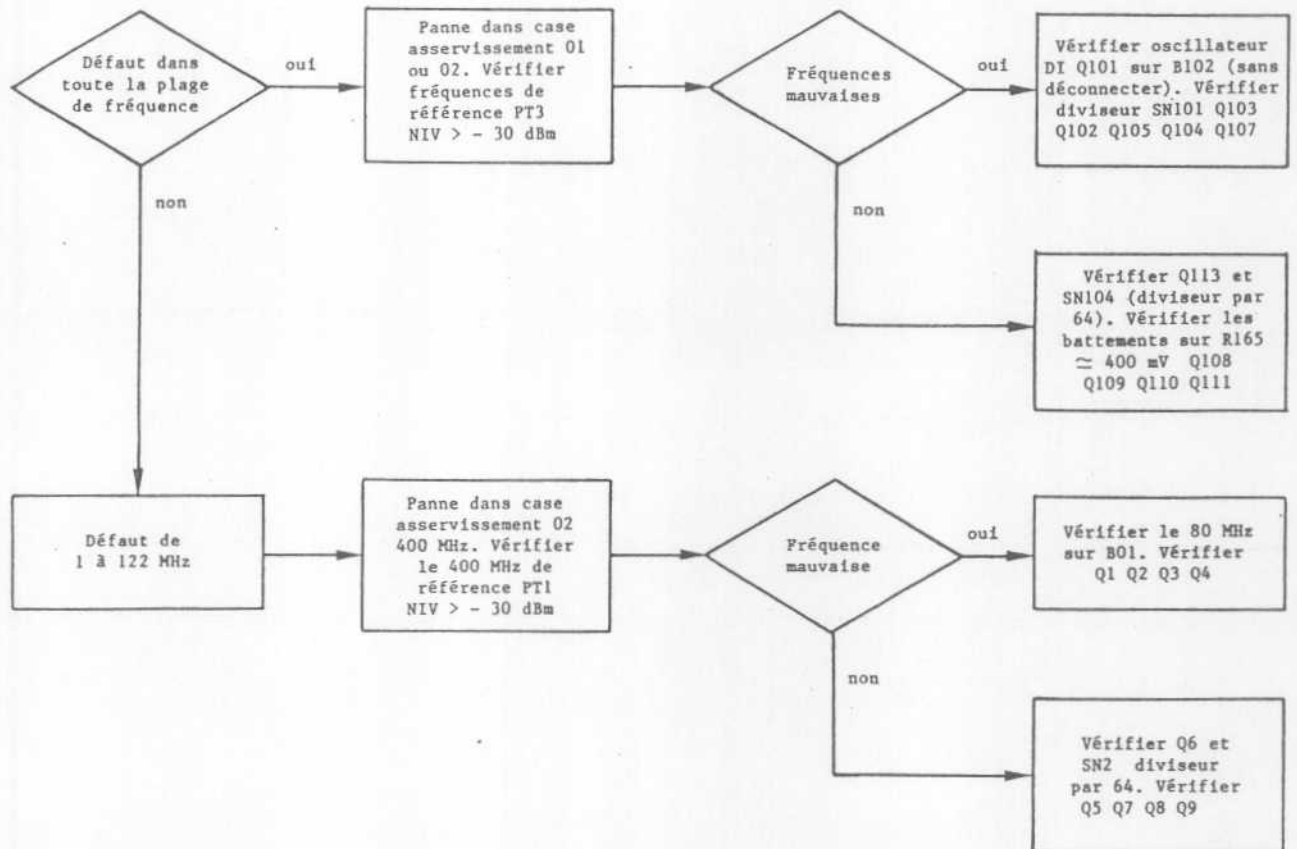 Défaut dans
toute la plage
de fréquence
oui
Panne dans case
asservissement 01
ou 02. Vérifier
fréquences de
référence PT3
NIV > - 30 dBm
Fréquences
mauvaises
oui
Vérifier oscillateur
DI Q101 sur B102 (sans
déconnecter). Vérifier
diviseur SN101 Q103
Q102 Q105 Q104 Q107
non
non
Vérifier Q113 et
SN104 (diviseur par
64). Vérifier les
battements sur R165
≃ 400 mV Q108
Q109 Q110 Q111
Défaut de
1 à 122 MHz
Panne dans case
asservissement 02
400 MHz. Vérifier
le 400 MHz de
référence PT1
NIV > - 30 dBm
Fréquence
mauvaise
oui
Vérifier le 80 MHz
sur B01. Vérifier
Q1 Q2 Q3 Q4
non
Vérifier Q6 et
SN2 diviseur
par 64. Vérifier
Q5 Q7 Q8 Q9